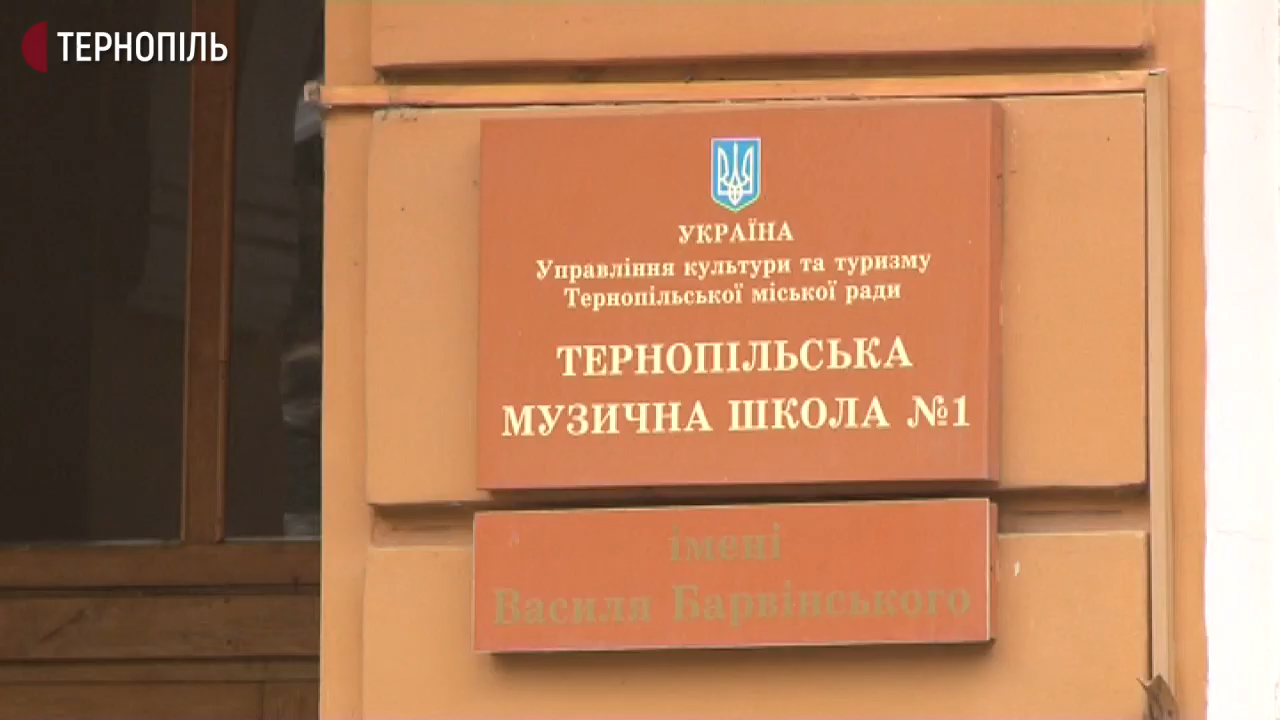 ТЕРНОПІЛЬ
УКРАЇНА
Управління культури та туризму
Тернопільської міської ради
ТЕРНОПІЛЬСЬКА
МУЗИЧНА ШКОЛА №1
імені
Василя Барвінського